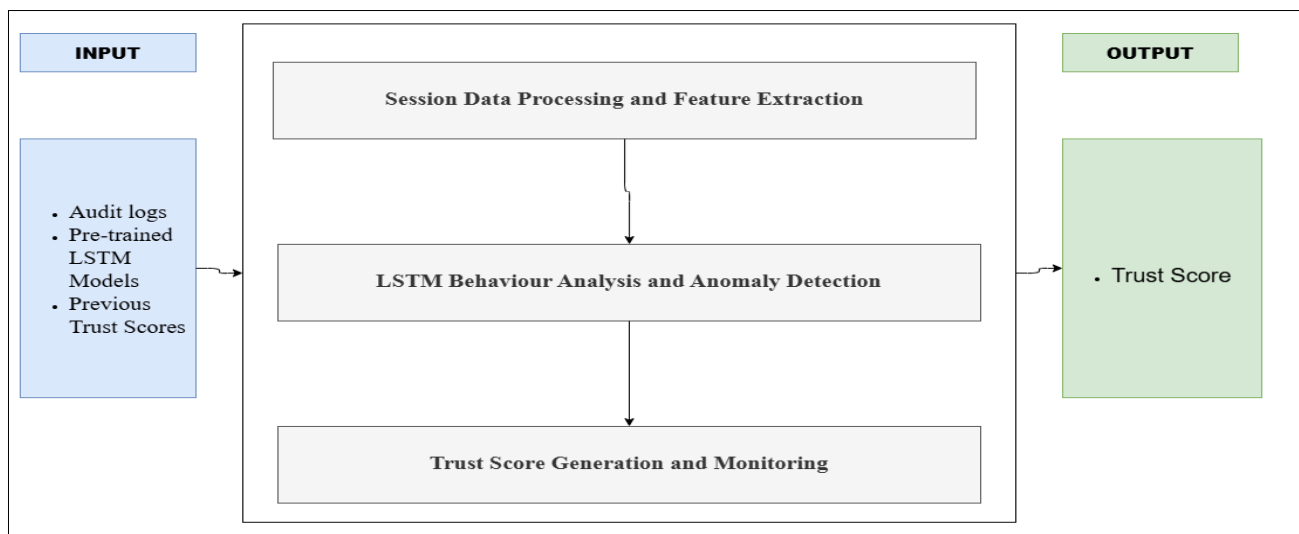 INPUT
• Audit logs
• Pre-trained
LSTM
Models
• Previous
Trust Scores
Session Data Processing and Feature Extraction
LSTM Behaviour Analysis and Anomaly Detection
Trust Score Generation and Monitoring
OUTPUT
• Trust Score